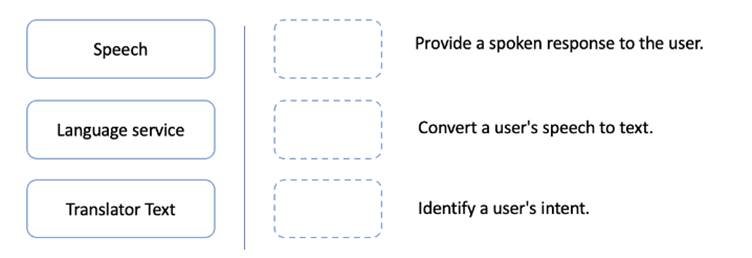 Speech
Provide a spoken response to the user.
Language service
Convert a user's speech to text.
Translator Text
Identify a user's intent.